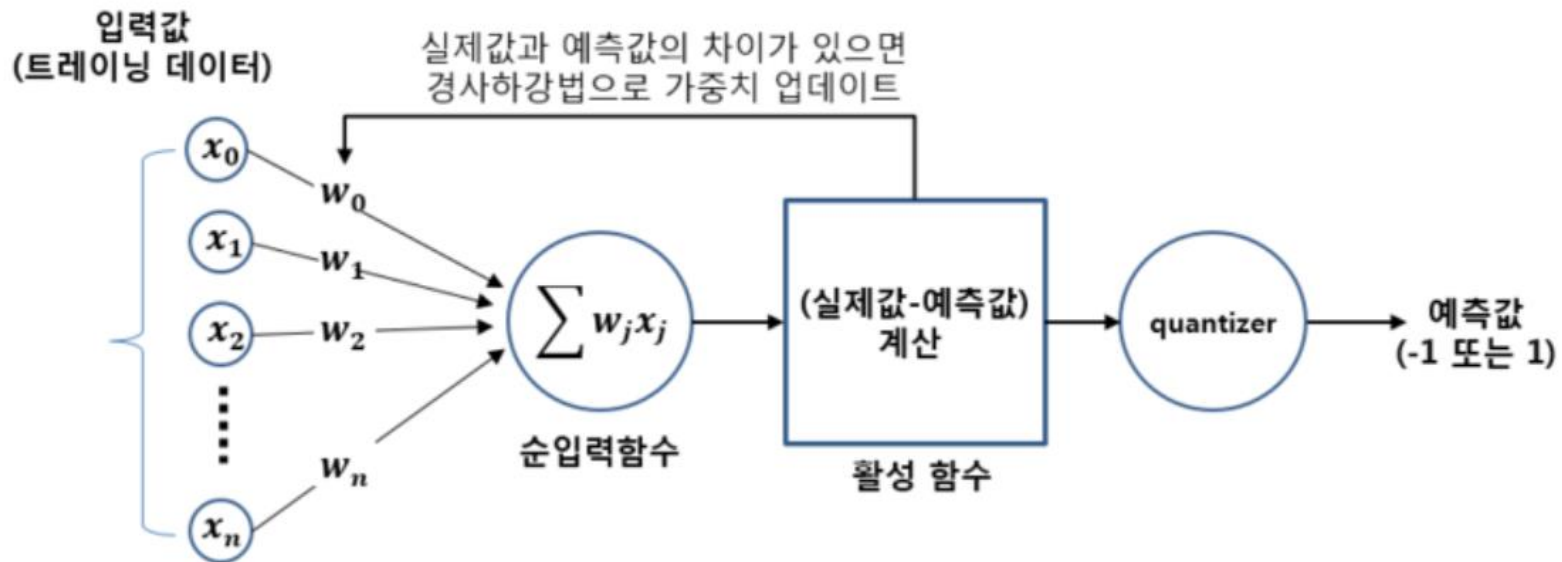 입력값
(트레이닝 데이터)
실제값과 예측값의 차이가 있으면
경사하강법으로 가중치 업데이트
x₀
w₀
x₁
w₁
x₂
w₂
xₙ
wₙ
∑ wⱼxⱼ
순입력함수
(실제값-예측값)
계산
활성 함수
quantizer
예측값
(-1 또는 1)